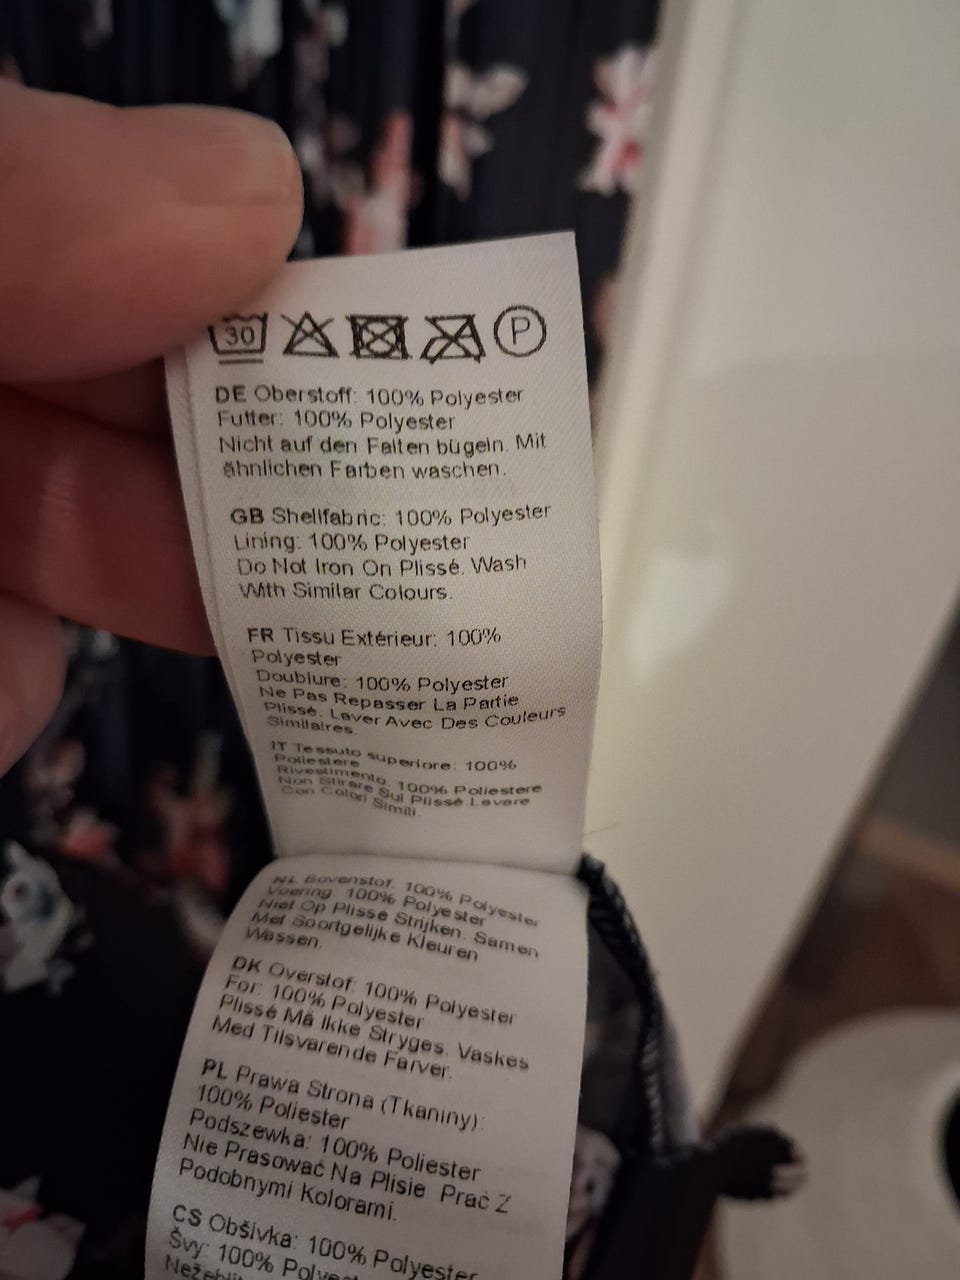 30 P
DE Oberstoff: 100% Polyester
Futter: 100% Polyester
Nicht auf den Falten bügeln. Mit
ähnlichen Farben waschen.
GB Shellfabric: 100% Polyester
Lining: 100% Polyester
Do Not Iron On Plissé. Wash
With Similar Colours.
FR Tissu Extérieur: 100%
Polyester
Doublure: 100% Polyester
Ne Pas Repasser La Partie
Plissé. Laver Avec Des Couleurs
Similaires.
IT Tessuto superiore: 100%
Poliestere
Rivestimento: 100% Poliestere
Non Stirare Sul Plissé Lavare
Con Colori Simili.
NL Bovenstof: 100% Polyester
Voering: 100% Polyester
Niet Op Plissé Strijken. Samen
Met Soortgelijke Kleuren
Wassen.
DK Overstof: 100% Polyester
For: 100% Polyester
Plissé Må Ikke Stryges. Vaskes
Med Tilsvarende Farver.
PL Prawa Strona (Tkaniny):
100% Poliester
Podszewka: 100% Poliester
Nie Prasować Na Plisie Prać Z
Podobnymi Kolorami.
CS Obšívka: 100% Polyester
Švy: 100%